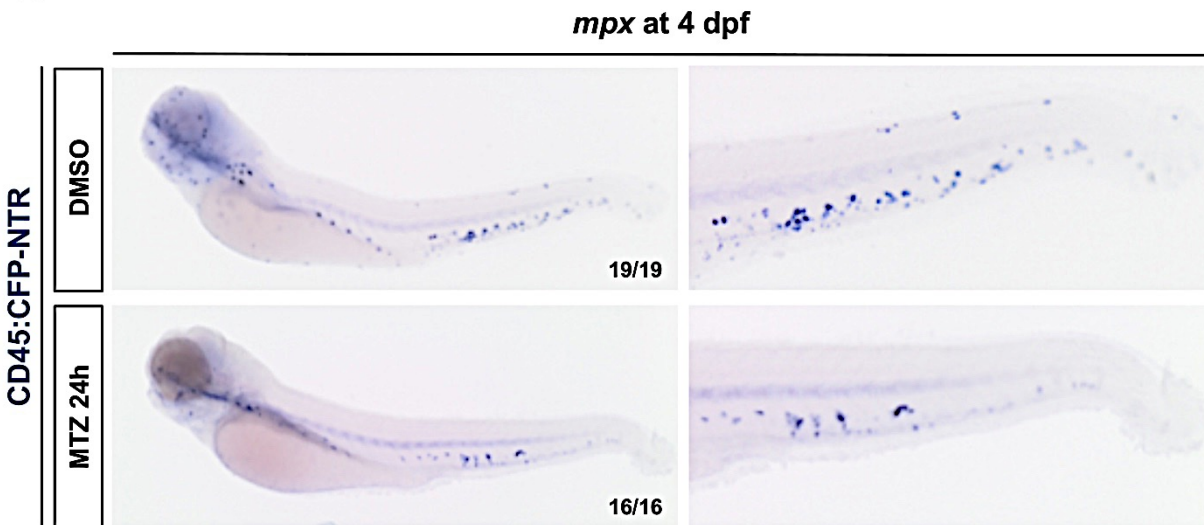 mpx at 4 dpf
CD45:CFP-NTR
DMSO
19/19
MTZ 24h
16/16